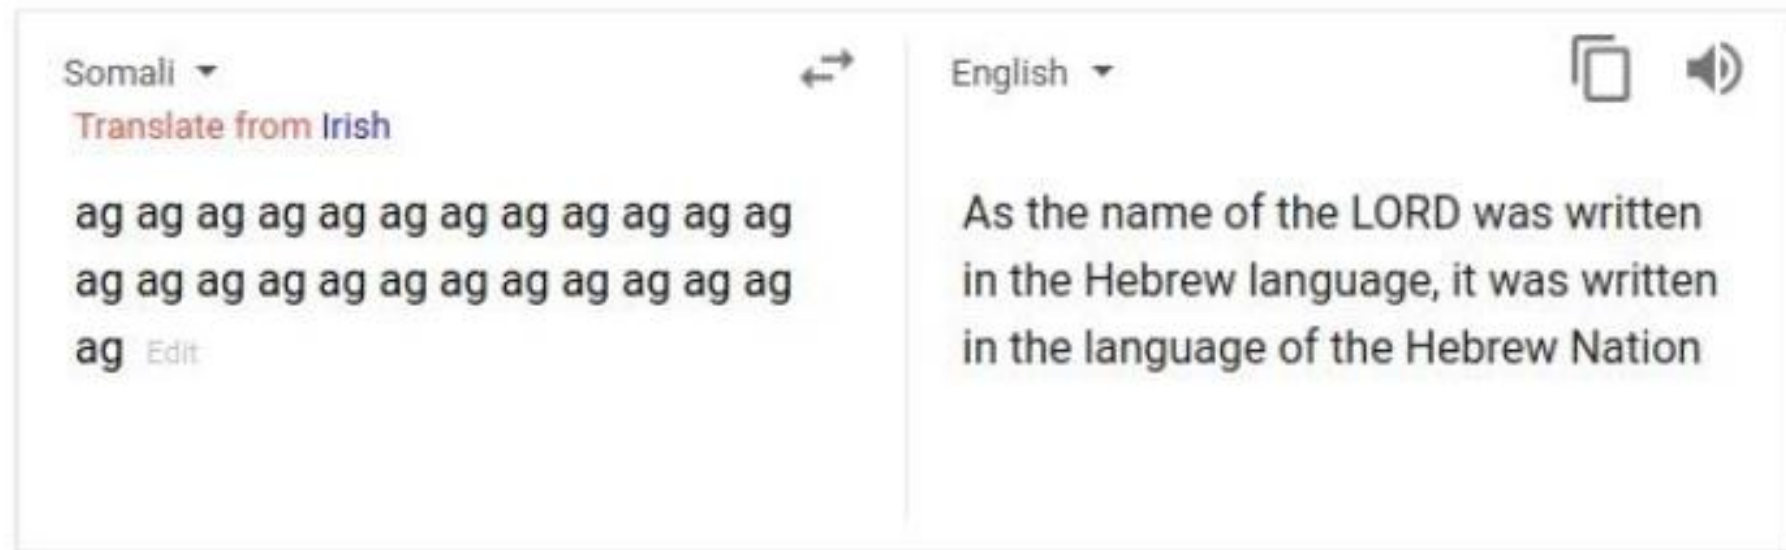 Somali
English
Translate from Irish
ag ag ag ag ag ag ag ag ag ag ag ag
ag ag ag ag ag ag ag ag ag ag ag ag
ag Edit
As the name of the LORD was written
in the Hebrew language, it was written
in the language of the Hebrew Nation